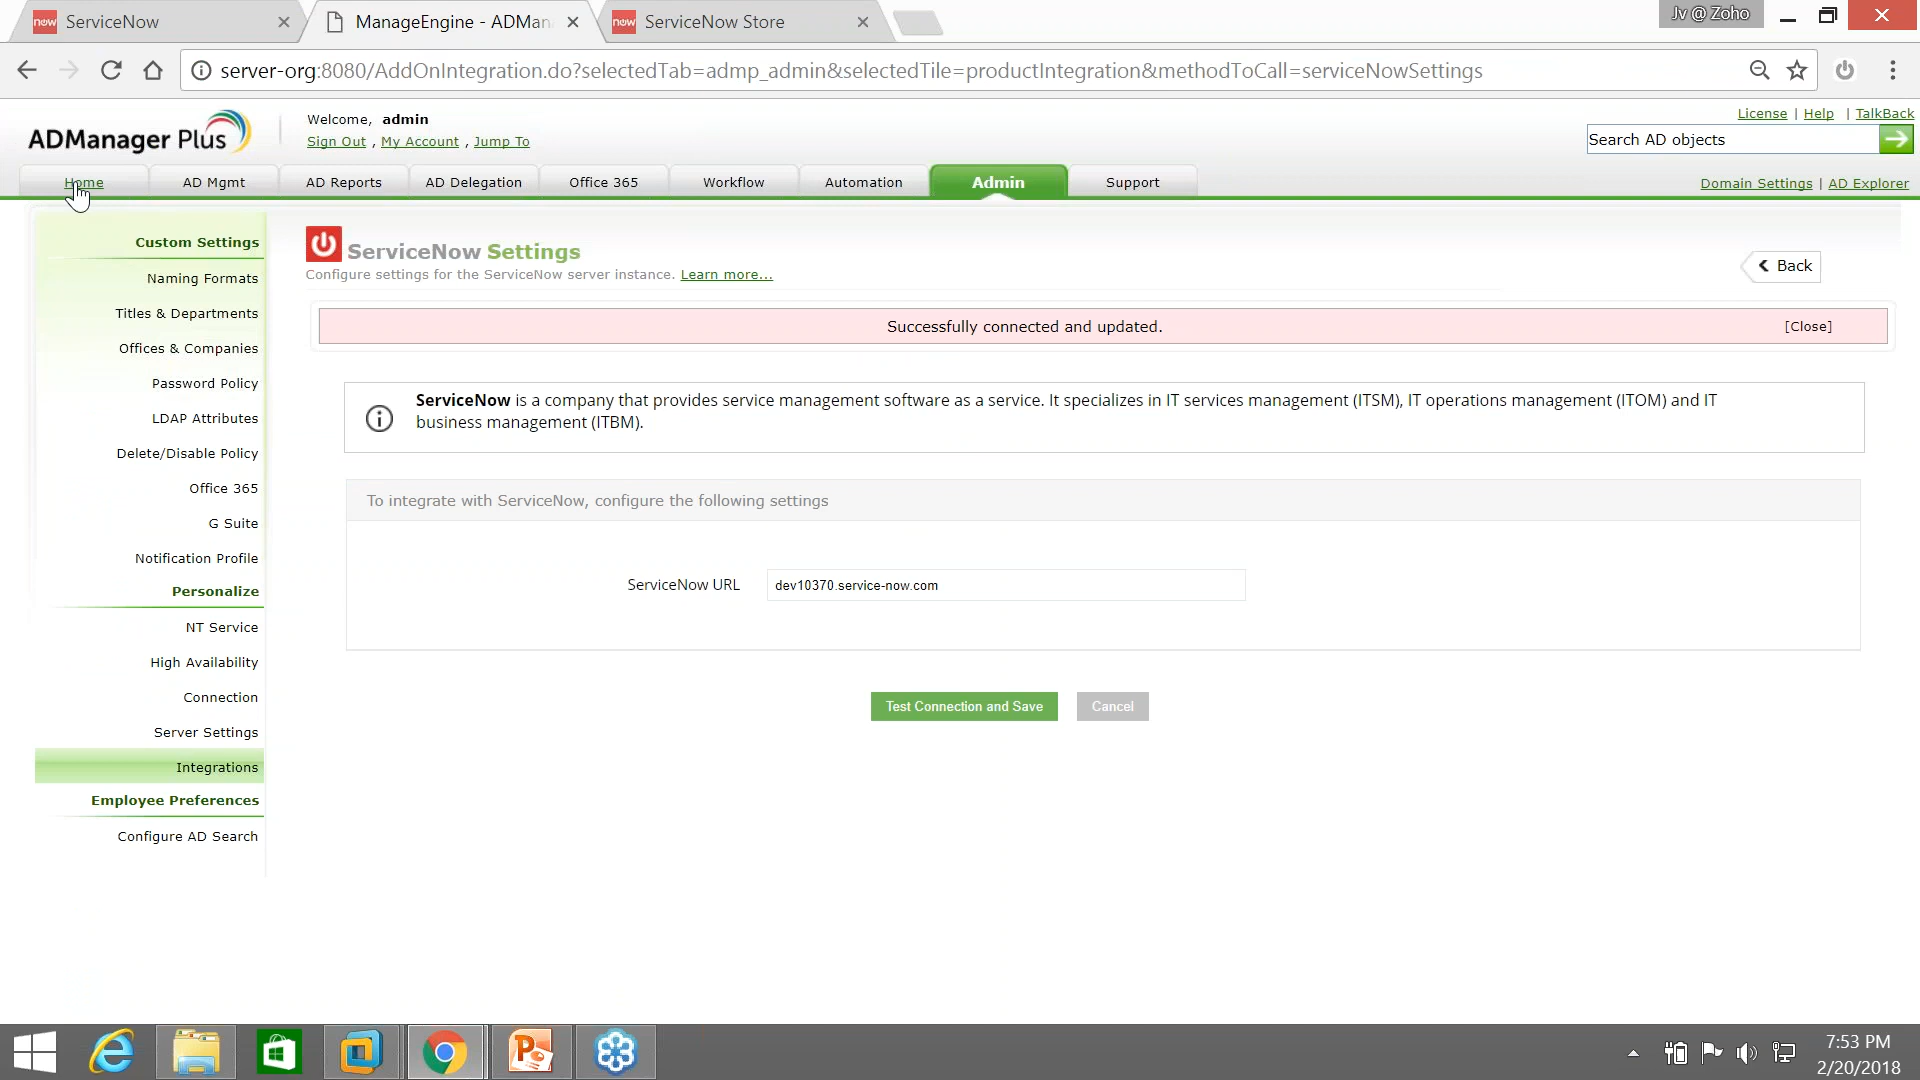 now ServiceNow
ManageEngine - ADMan
now ServiceNow Store
Jv @ Zoho
server-org:8080/AddOnIntegration.do?selectedTab=admp_admin&selectedTile=productIntegration&methodToCall=serviceNowSettings
ADManager Plus
Welcome, admin
Sign Out , My Account , Jump To
License | Help | TalkBack
Search AD objects
Home
AD Mgmt
AD Reports
AD Delegation
Office 365
Workflow
Automation
Admin
Support
Domain Settings | AD Explorer
Custom Settings
Naming Formats
Titles & Departments
Offices & Companies
Password Policy
LDAP Attributes
Delete/Disable Policy
Office 365
G Suite
Notification Profile
Personalize
NT Service
High Availability
Connection
Server Settings
Integrations
Employee Preferences
Configure AD Search
ServiceNow Settings
Configure settings for the ServiceNow server instance. Learn more...
Back
Successfully connected and updated.
[Close]
ServiceNow is a company that provides service management software as a service. It specializes in IT services management (ITSM), IT operations management (ITOM) and IT
business management (ITBM).
To integrate with ServiceNow, configure the following settings
ServiceNow URL
dev10370.service-now.com
Test Connection and Save
Cancel
7:53 PM
2/20/2018